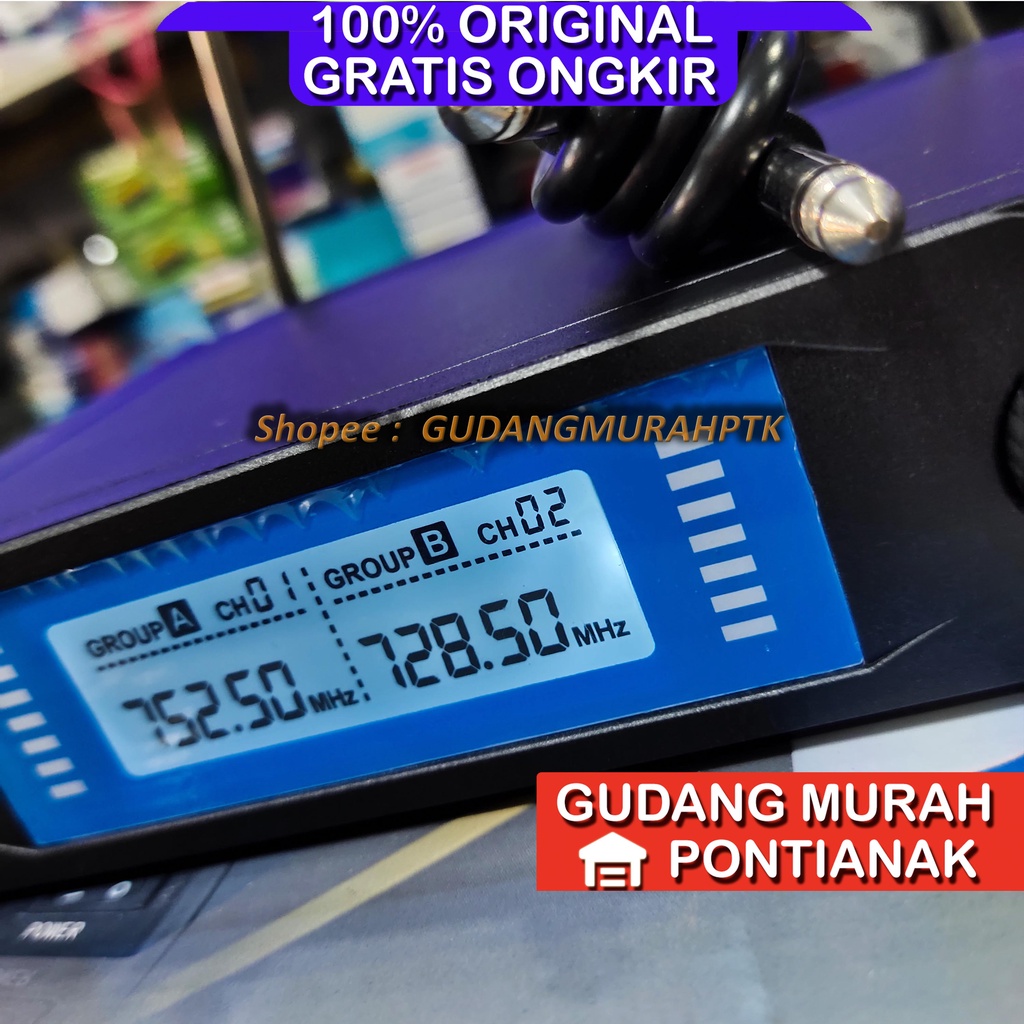 100% ORIGINAL
GRATIS ONGKIR
Shopee : GUDANGMURAHPTK
GROUP A CH01
GROUP B CH02
752.50 MHz
728.50 MHz
GUDANG MURAH
PONTIANAK
POWER